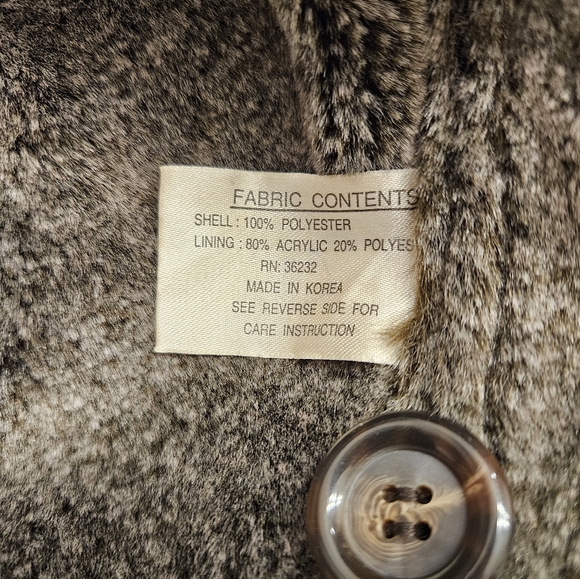 FABRIC CONTENTS
SHELL : 100% POLYESTER
LINING : 80% ACRYLIC 20% POLYES
RN: 36232
MADE IN KOREA
SEE REVERSE SIDE FOR
CARE INSTRUCTION